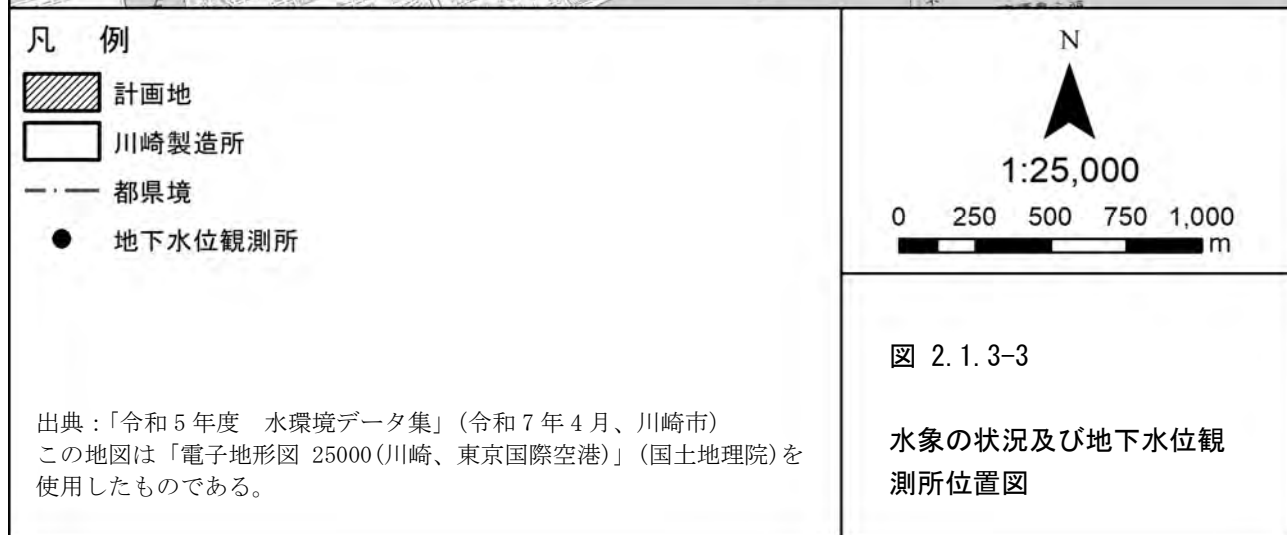 凡　例
計画地
川崎製造所
都県境
地下水位観測所
出典：「令和5年度　水環境データ集」（令和7年4月、川崎市）
この地図は「電子地形図 25000(川崎、東京国際空港)」（国土地理院)を
使用したものである。
N
1:25,000
0 250 500 750 1,000
m
図 2.1.3-3
水象の状況及び地下水位観
測所位置図